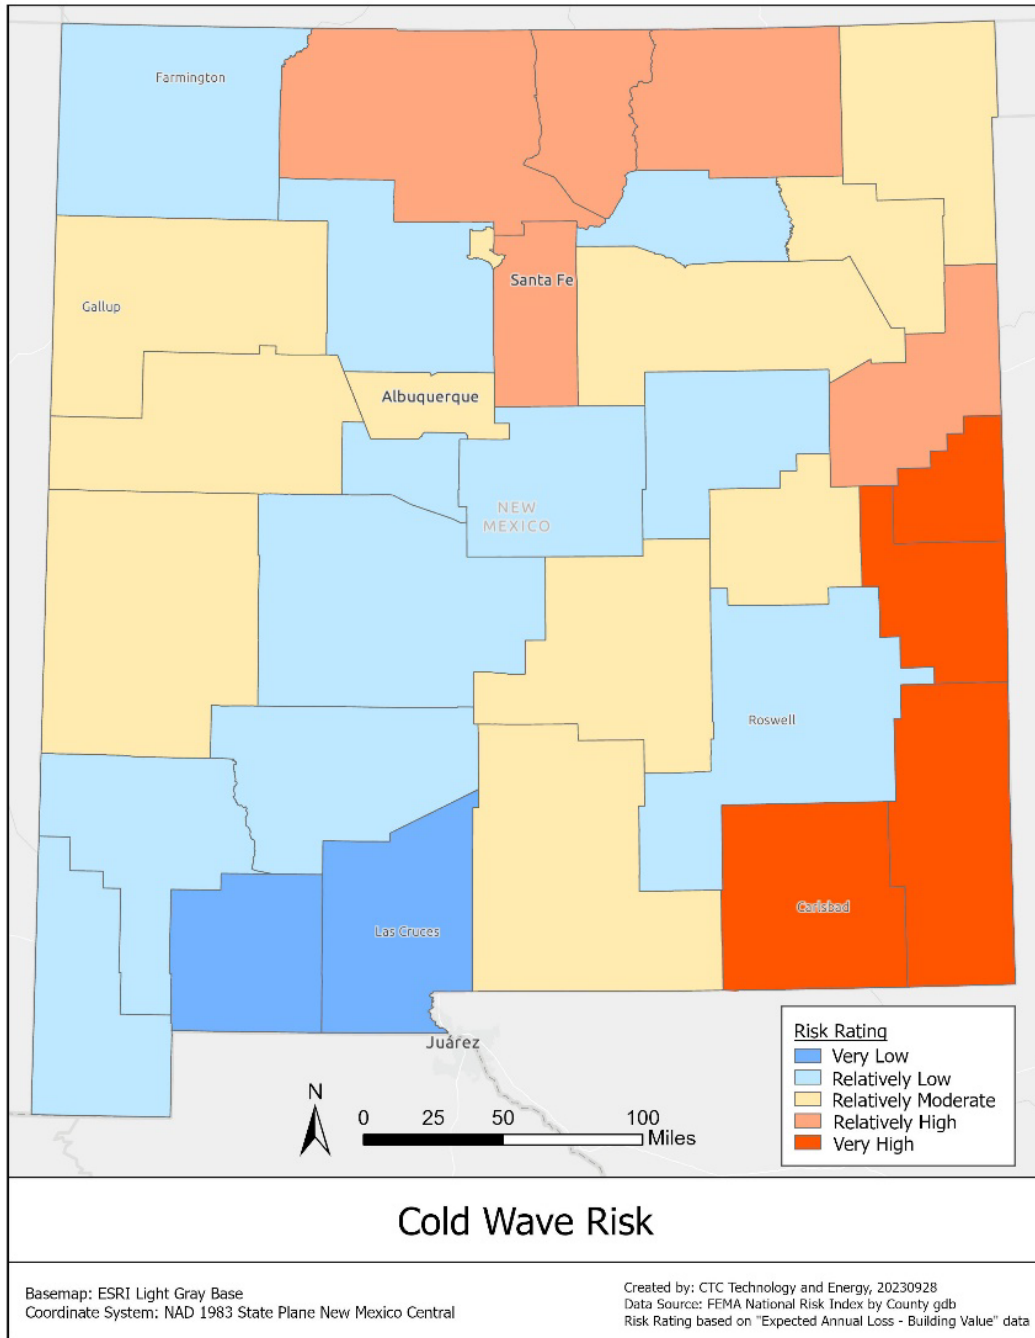 Farmington
Santa Fe
Gallup
Albuquerque
NEW
MEXICO
Roswell
Carlsbad
Las Cruces
Juárez
N
0 25 50 100
Miles
Risk Rating
Very Low
Relatively Low
Relatively Moderate
Relatively High
Very High
Cold Wave Risk
Basemap: ESRI Light Gray Base
Coordinate System: NAD 1983 State Plane New Mexico Central
Created by: CTC Technology and Energy, 20230928
Data Source: FEMA National Risk Index by County gdb
Risk Rating based on "Expected Annual Loss - Building Value" data